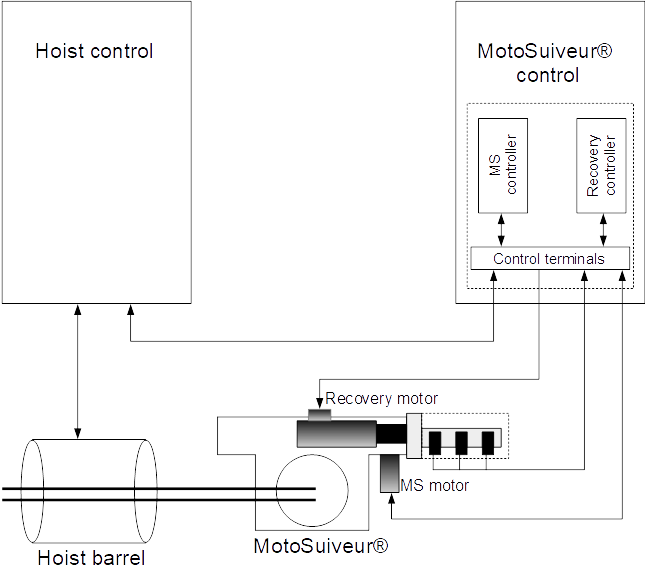 Hoist control
MotoSuiveur®
control
MS
controller
Recovery
controller
Control terminals
Recovery motor
MS motor
MotoSuiveur®
Hoist barrel